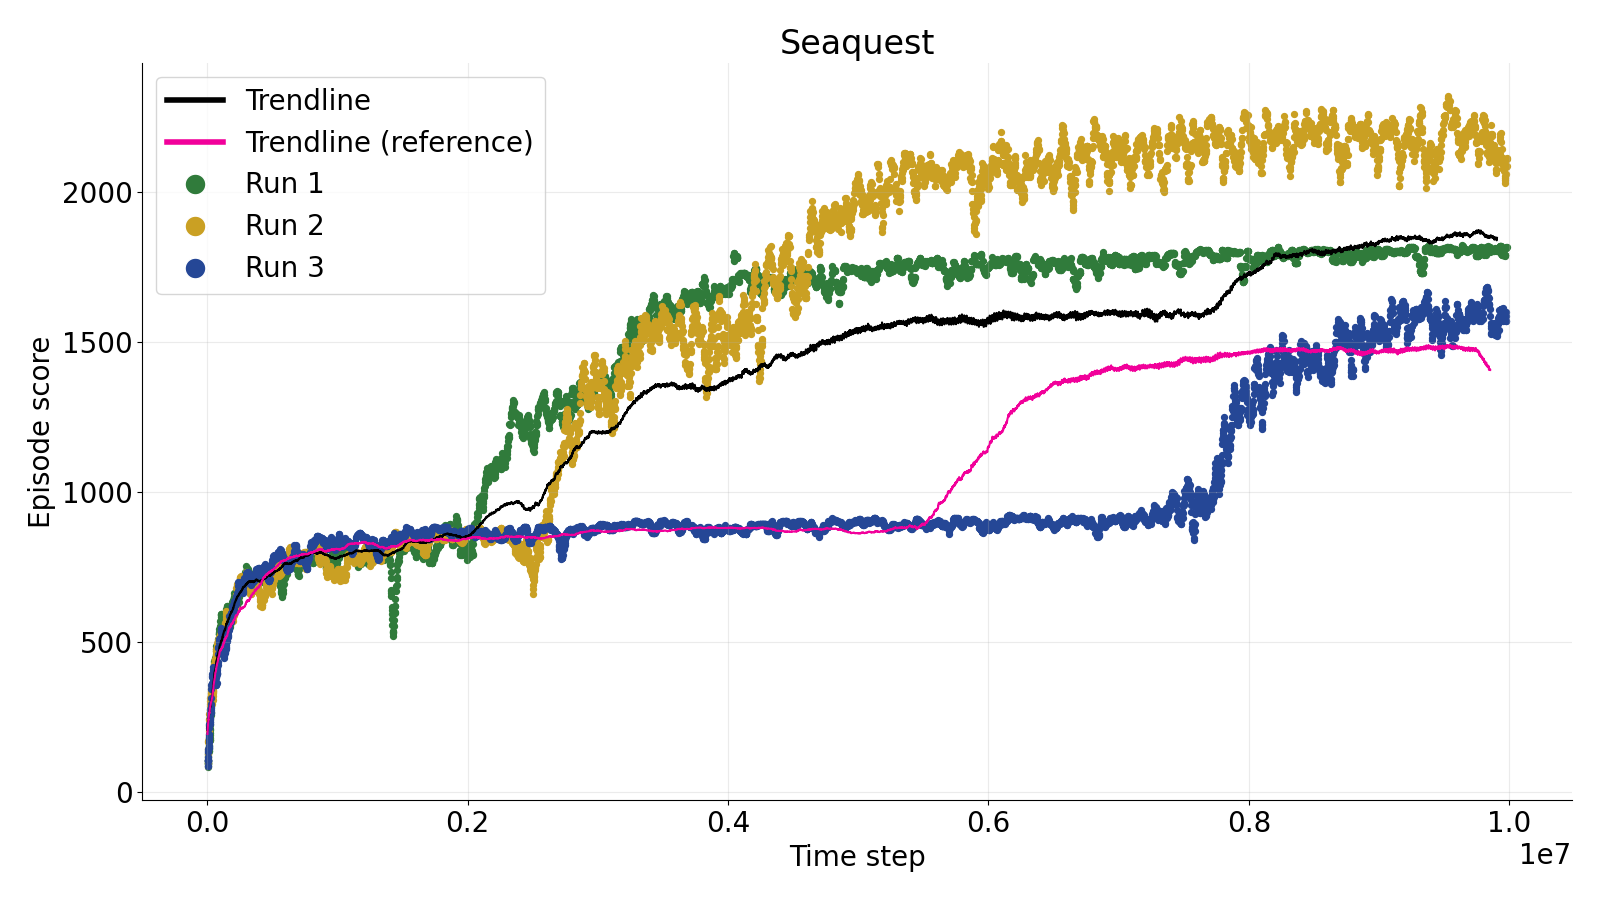 Seaquest
Trendline
Trendline (reference)
Run 1
Run 2
Run 3
Episode score
2000
1500
1000
500
0
0.0 0.2 0.4 0.6 0.8 1.0
1e7
Time step